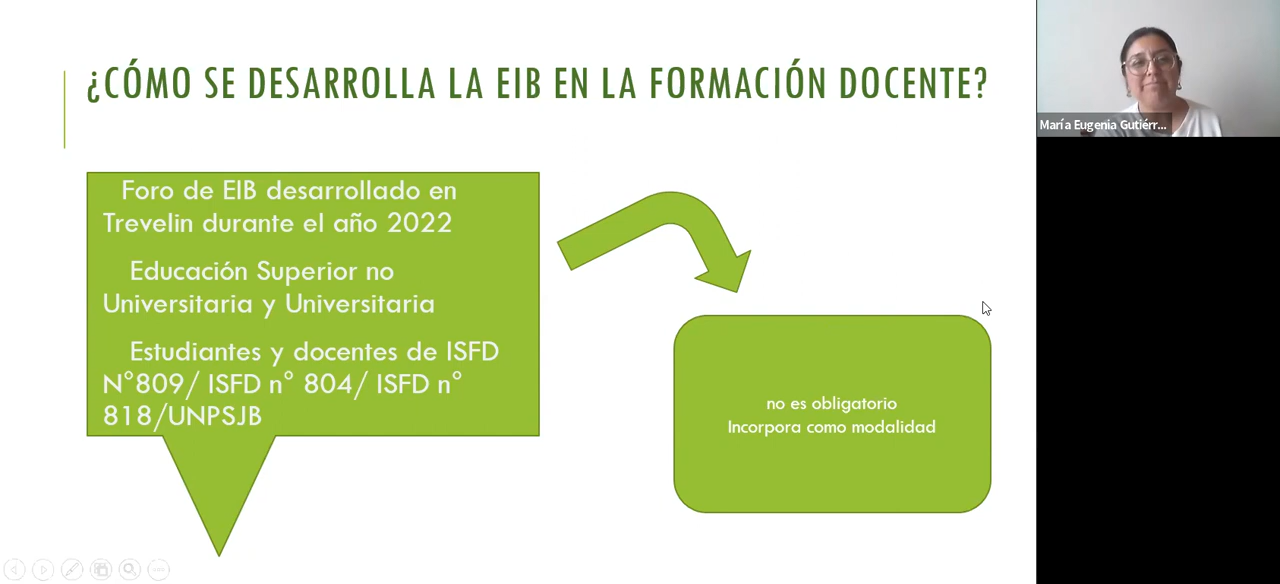 ¿CÓMO SE DESARROLLA LA EIB EN LA FORMACIÓN DOCENTE?
Foro de EIB desarrollado en
Trevelin durante el año 2022
Educación Superior no
Universitaria y Universitaria
Estudiantes y docentes de ISFD
N°809/ ISFD n° 804/ ISFD n°
818/UNPSJB
no es obligatorio
Incorpora como modalidad
María Eugenia Gutiérr...